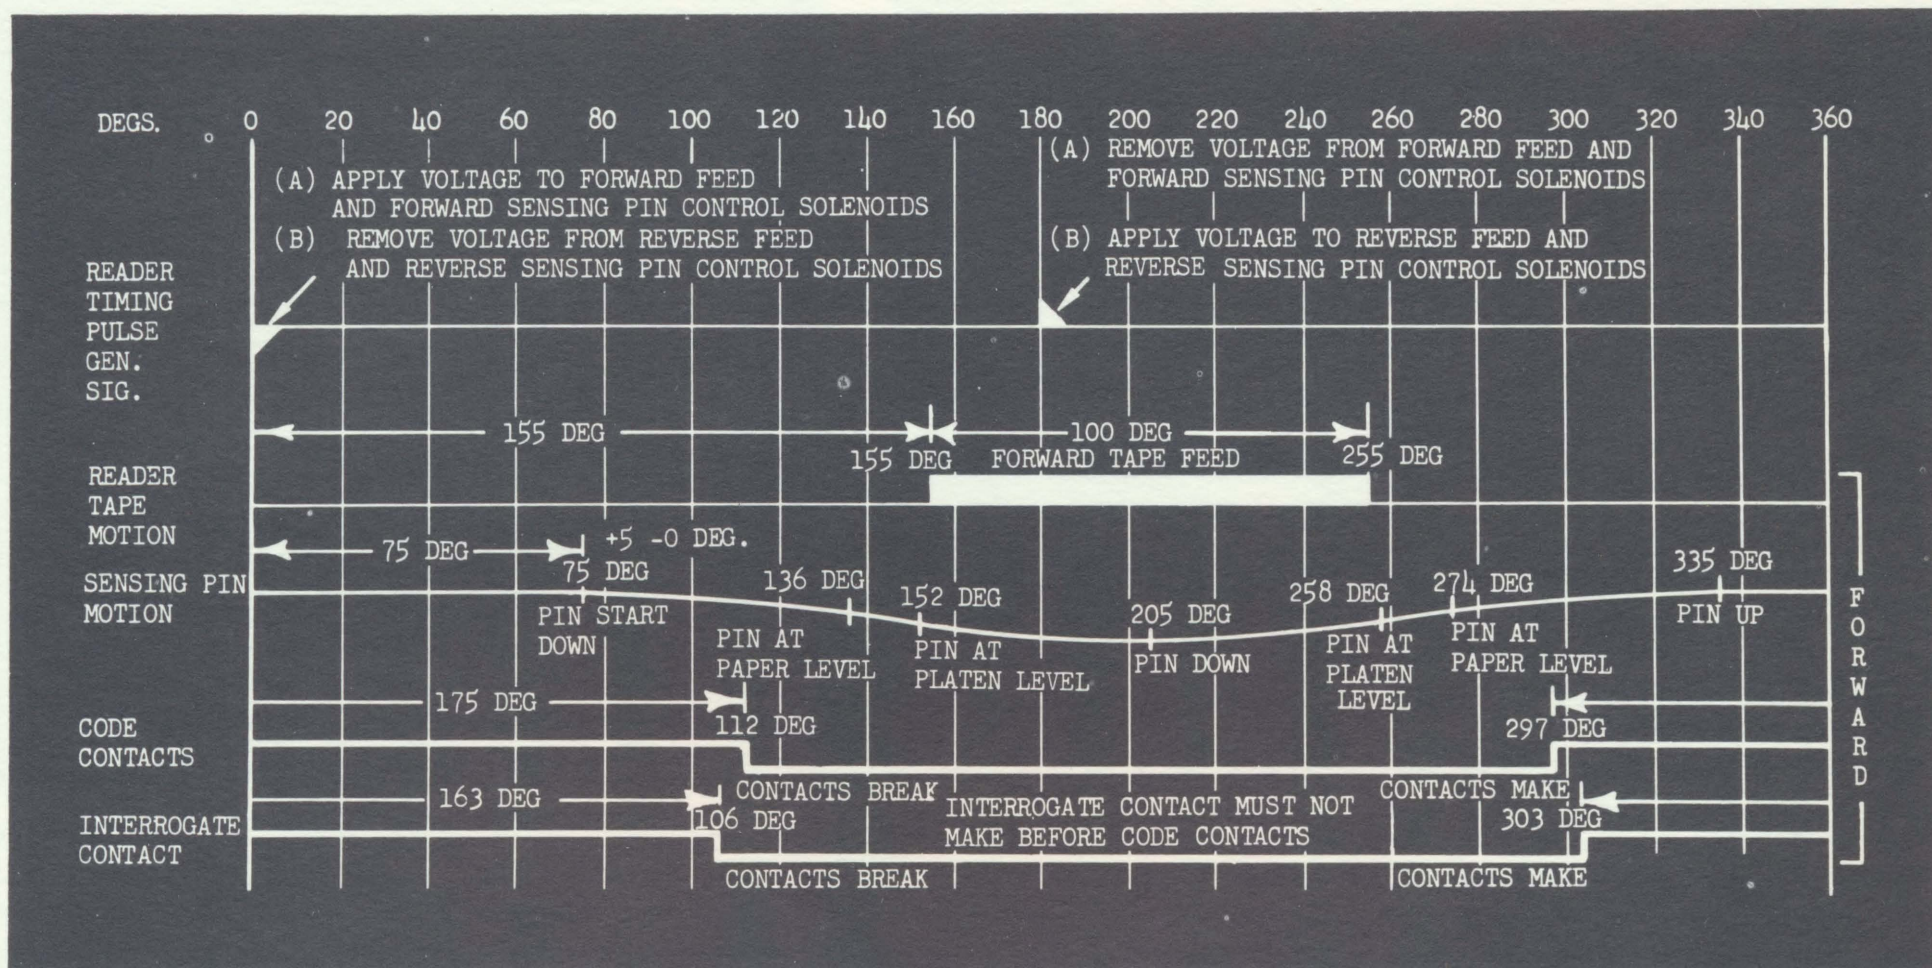 DEGS. 0 20 40 60 80 100 120 140 160 180 200 220 240 260 280 300 320 340 360
(A) APPLY VOLTAGE TO FORWARD FEED
AND FORWARD SENSING PIN CONTROL SOLENOIDS
(B) REMOVE VOLTAGE FROM REVERSE FEED
AND REVERSE SENSING PIN CONTROL SOLENOIDS
(A) REMOVE VOLTAGE FROM FORWARD FEED AND
FORWARD SENSING PIN CONTROL SOLENOIDS
(B) APPLY VOLTAGE TO REVERSE FEED AND
REVERSE SENSING PIN CONTROL SOLENOIDS
READER
TIMING
PULSE
GEN.
SIG.
155 DEG
100 DEG
155 DEG
FORWARD TAPE FEED
255 DEG
READER
TAPE
MOTION
75 DEG
+5 -0 DEG.
75 DEG
SENSING PIN
MOTION
PIN START
DOWN
136 DEG
PIN AT
PAPER LEVEL
152 DEG
PIN AT
PLATEN LEVEL
205 DEG
PIN DOWN
258 DEG
PIN AT
PLATEN
LEVEL
274 DEG
PIN AT
PAPER LEVEL
335 DEG
PIN UP
175 DEG
112 DEG
297 DEG
CODE
CONTACTS
CONTACTS BREAK
CONTACTS MAKE
163 DEG
106 DEG
INTERROGATE CONTACT MUST NOT
MAKE BEFORE CODE CONTACTS
303 DEG
INTERROGATE
CONTACT
CONTACTS BREAK
CONTACTS MAKE
FORWARD